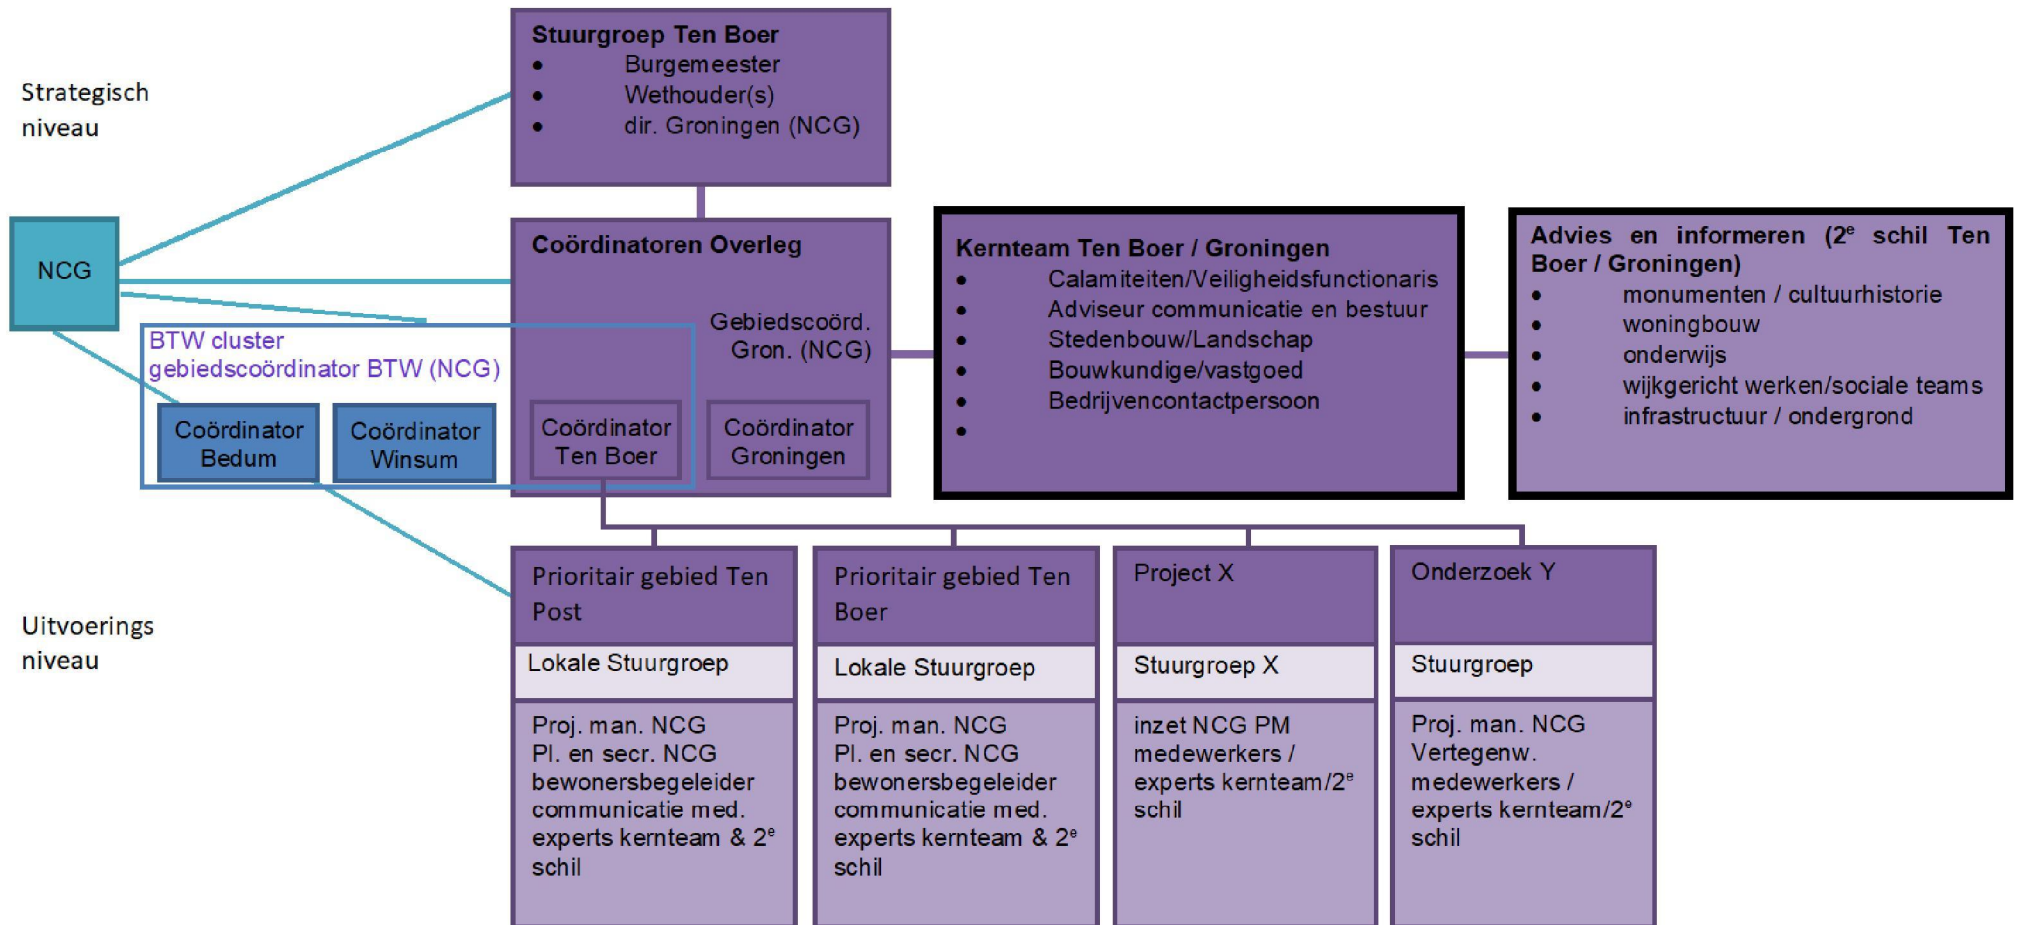 Strategisch
niveau
Stuurgroep Ten Boer
• Burgemeester
• Wethouder(s)
• dir. Groningen (NCG)
NCG
Coördinatoren Overleg
Gebiedscoörd.
Gron. (NCG)
BTW cluster
gebiedscoördinator BTW (NCG)
Coördinator
Bedum
Coördinator
Winsum
Coördinator
Ten Boer
Coördinator
Groningen
Kernteam Ten Boer / Groningen
• Calamiteiten/Veiligheidsfunctionaris
• Adviseur communicatie en bestuur
• Stedenbouw/Landschap
• Bouwkundige/vastgoed
• Bedrijvencontactpersoon
•
Advies en informeren (2e schil Ten
Boer / Groningen)
• monumenten / cultuurhistorie
• woningbouw
• onderwijs
• wijkgericht werken/sociale teams
• infrastructuur / ondergrond
Uitvoerings
niveau
Prioritair gebied Ten
Post
Lokale Stuurgroep
Proj. man. NCG
Pl. en secr. NCG
bewonersbegeleider
communicatie med.
experts kernteam & 2e
schil
Prioritair gebied Ten
Boer
Lokale Stuurgroep
Proj. man. NCG
Pl. en secr. NCG
bewonersbegeleider
communicatie med.
experts kernteam & 2e
schil
Project X
Stuurgroep X
inzet NCG PM
medewerkers /
experts kernteam/2e
schil
Onderzoek Y
Stuurgroep
Proj. man. NCG
Vertegenw.
medewerkers /
experts kernteam/2e
schil